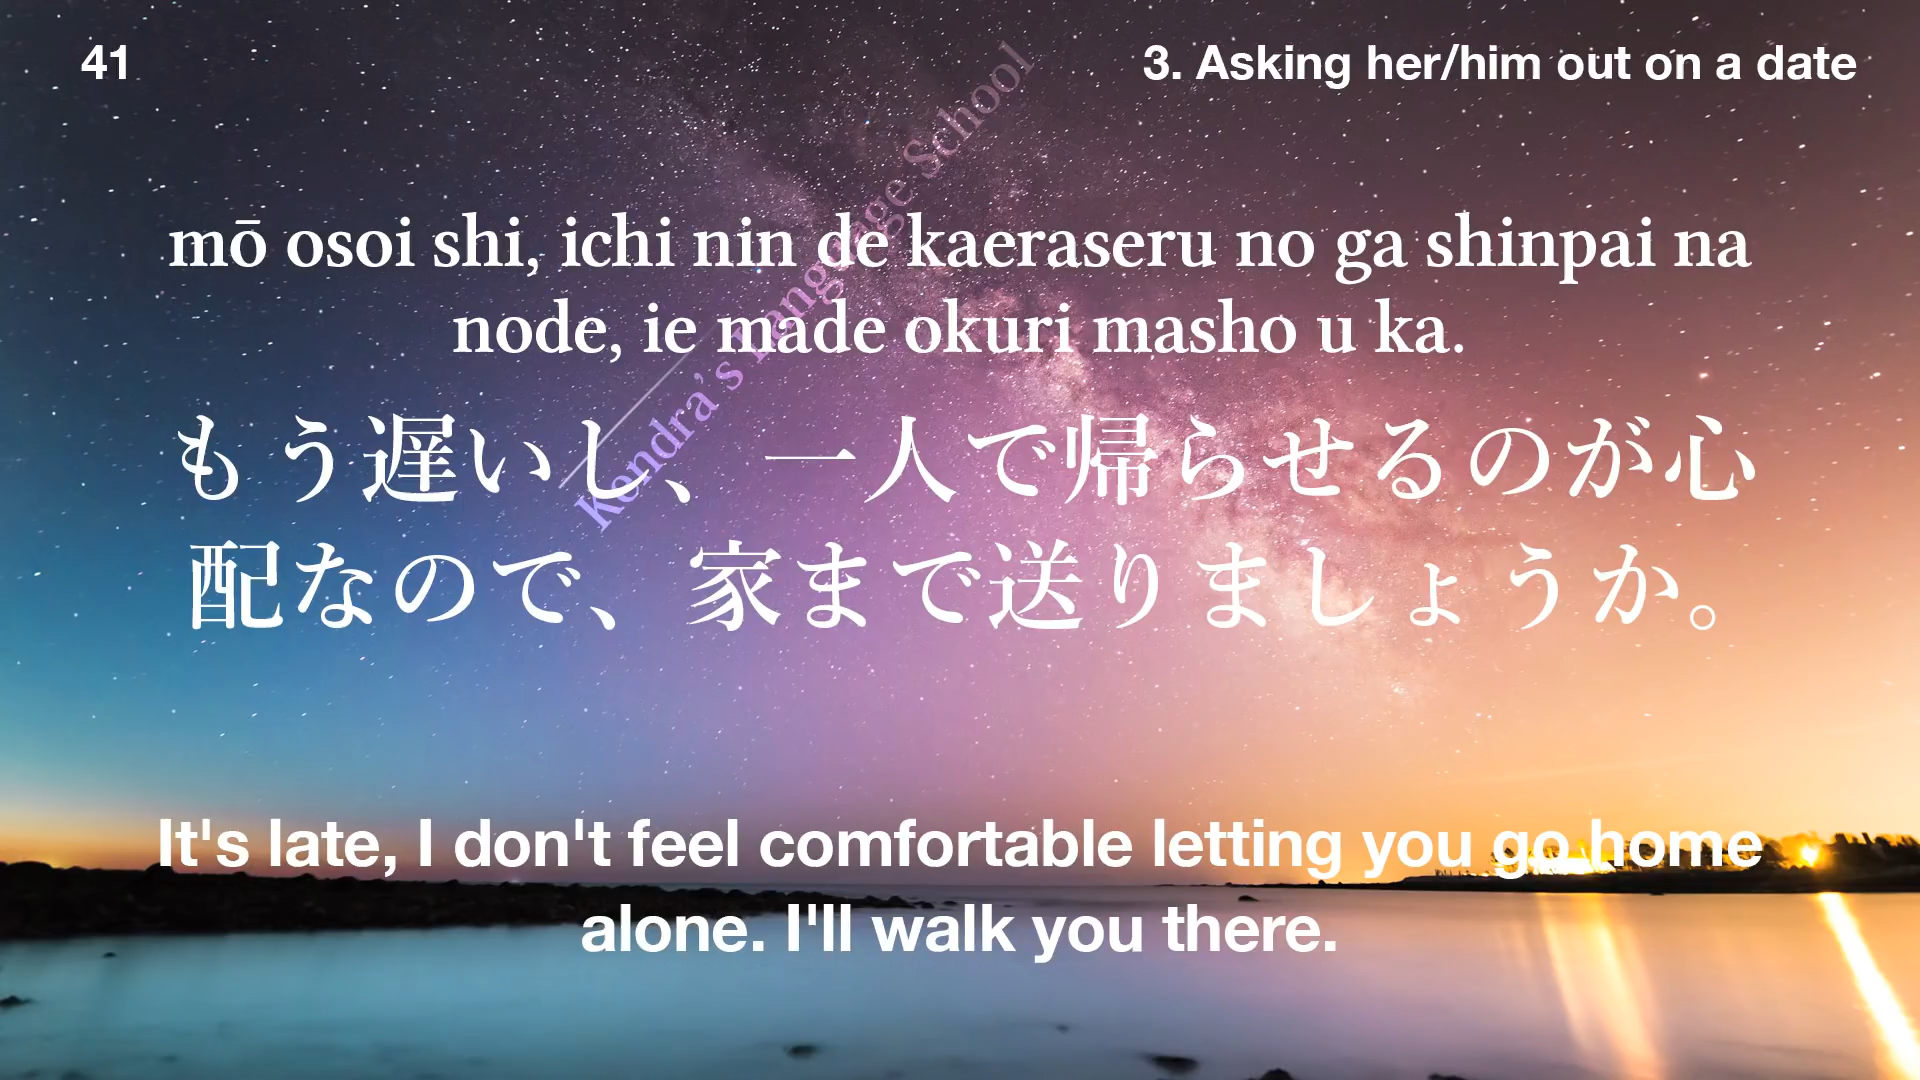 41
3. Asking her/him out on a date
mō osoi shi, ichi nin de kaeraseru no ga shinpai na
node, ie made okuri masho u ka.
もう遅いし、一人で帰らせるのが心
配なので、家まで送りましょうか。
Kendra's Language School
It's late, I don't feel comfortable letting you go home
alone. I'll walk you there.